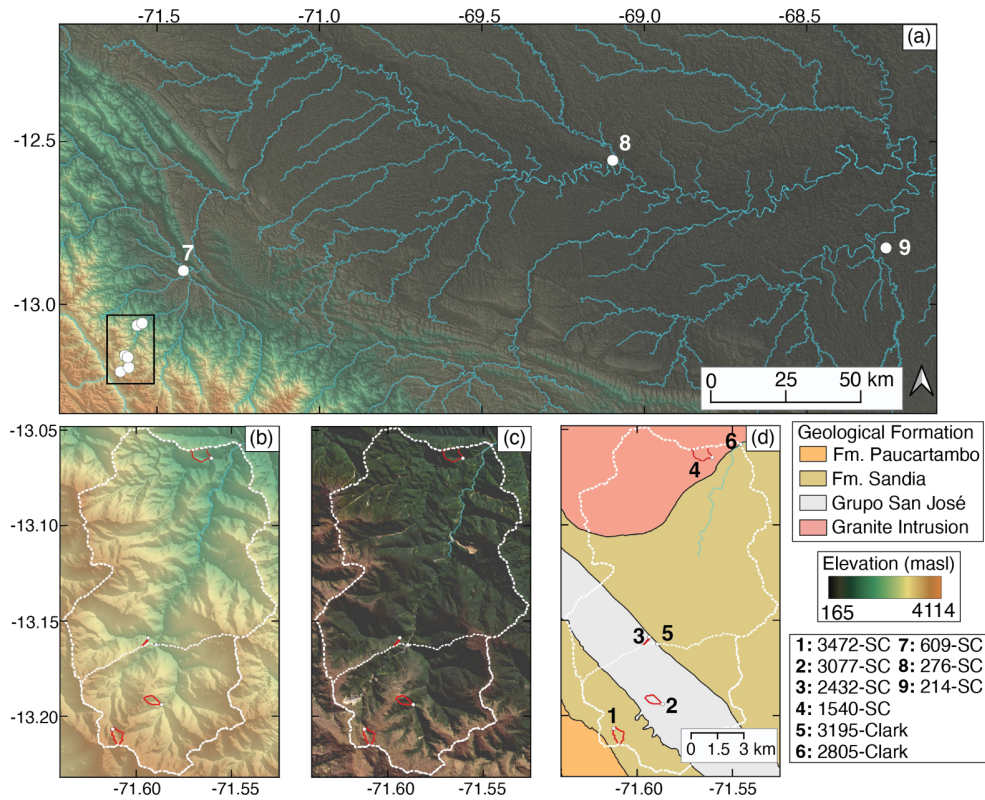 -71.5 -71.0 -69.5 -69.0 -68.5
(a)
-12.5
8
7
9
-13.0
0 25 50 km
-13.05
-13.10
-13.15
-13.20
(b)
(c)
(d)
6
4
3 5
2
1
0 1.5 3 km
-71.60 -71.55
-71.60 -71.55
-71.60 -71.55
Geological Formation
Fm. Paucartambo
Fm. Sandia
Grupo San José
Granite Intrusion
Elevation (masl)
165 4114
1: 3472-SC 7: 609-SC
2: 3077-SC 8: 276-SC
3: 2432-SC 9: 214-SC
4: 1540-SC
5: 3195-Clark
6: 2805-Clark